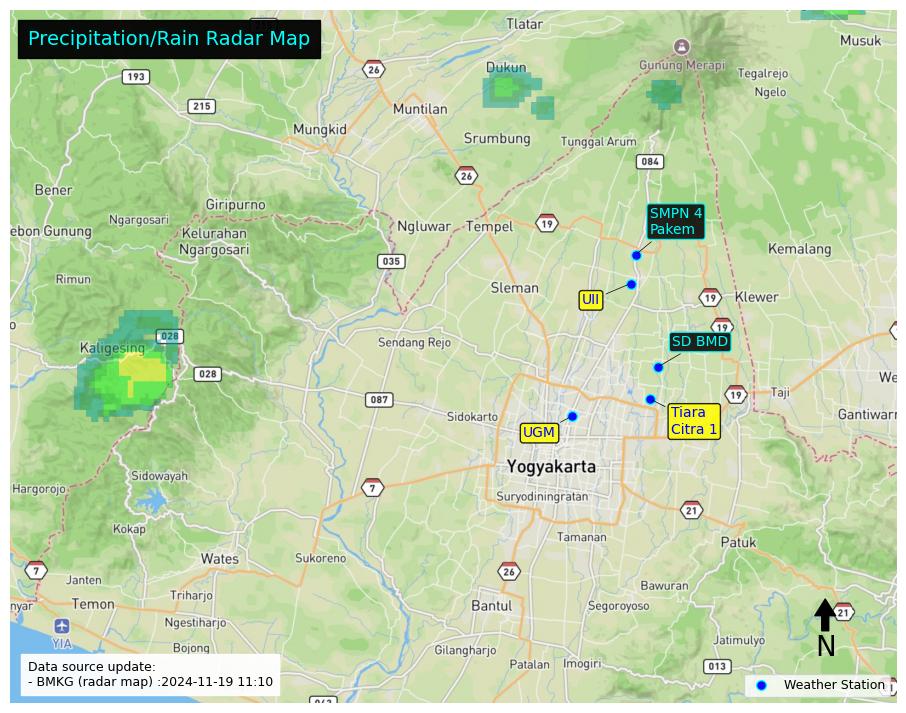 Precipitation/Rain Radar Map
Tlatar
Musuk
26
Dukun
Gunung Merapi
Tegalrejo
Ngelo
193
215
Muntilan
Mungkid
Srumbung
Tunggal Arum
084
26
Bener
Giripurno
Ngargosari
ebon Gunung
Kelurahan
Ngargosari
Ngluwar
Tempel
19
SMPN 4
Pakem
Kemalang
035
Rimun
Sleman
UII
19
Klewer
19
028
Kaligesing
Sendang Rejo
SD BMD
028
087
19
Taji
We
Sidokarto
UGM
Tiara
Citra 1
Gantiwarn
Yogyakarta
Sidowayah
Hargorojo
7
Suryodiningratan
21
Kokap
Tamanan
Patuk
Wates
Sukoreno
7
26
Janten
Bawuran
nyar
Temon
Triharjo
Bantul
Segoroyoso
21
Ngestiharjo
YIA
Bojong
Gilangharjo
Jatimulyo
N
Patalan
Imogiri
013
Data source update:
- BMKG (radar map) :2024-11-19 11:10
Weather Station